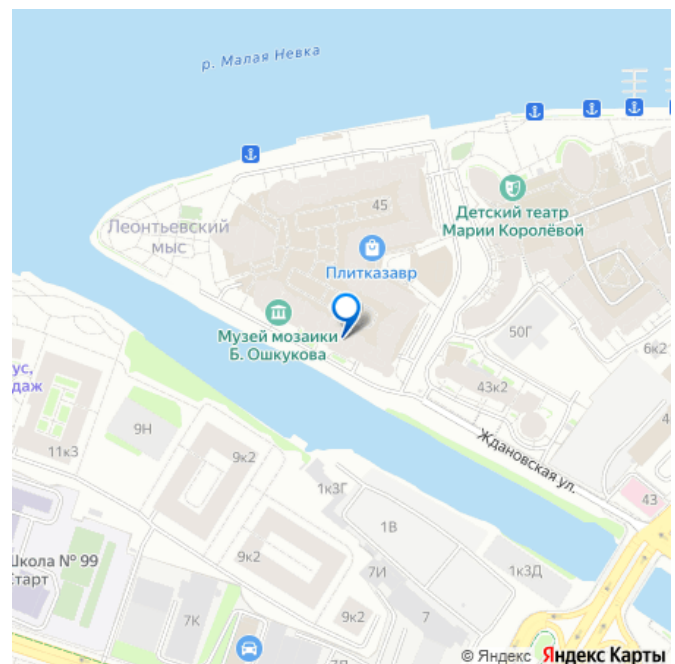 р. Малая Невка
45
Леонтьевский
мыс
Детский театр
Марии Королёвой
Плитказавр
Музей мозаики
Б. Ошкукова
50Г
6к2
43к2
Ждановская ул.
43
11к3
9Н
9к2
1к3Г
1В
9к2
7И
1к3Д
Школа № 99
Старт
7К
9к2
7
© Яндекс Яндекс Карты